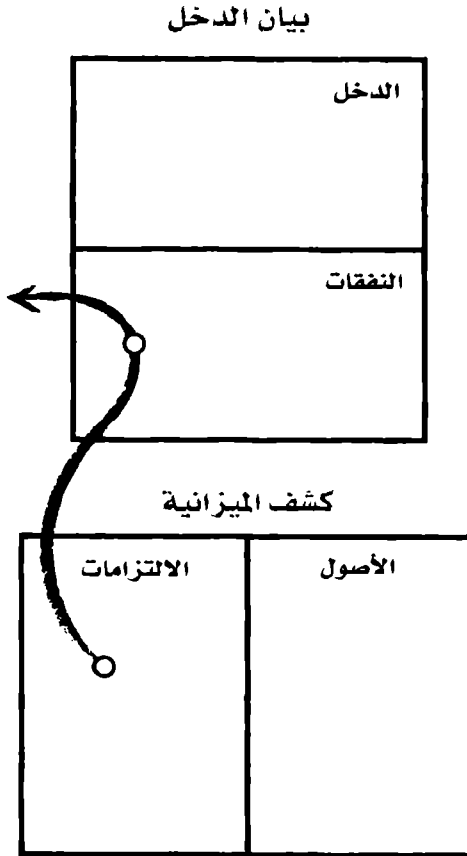 بيان الدخل
الدخل
النفقات
كشف الميزانية
الأصول
الالتزامات